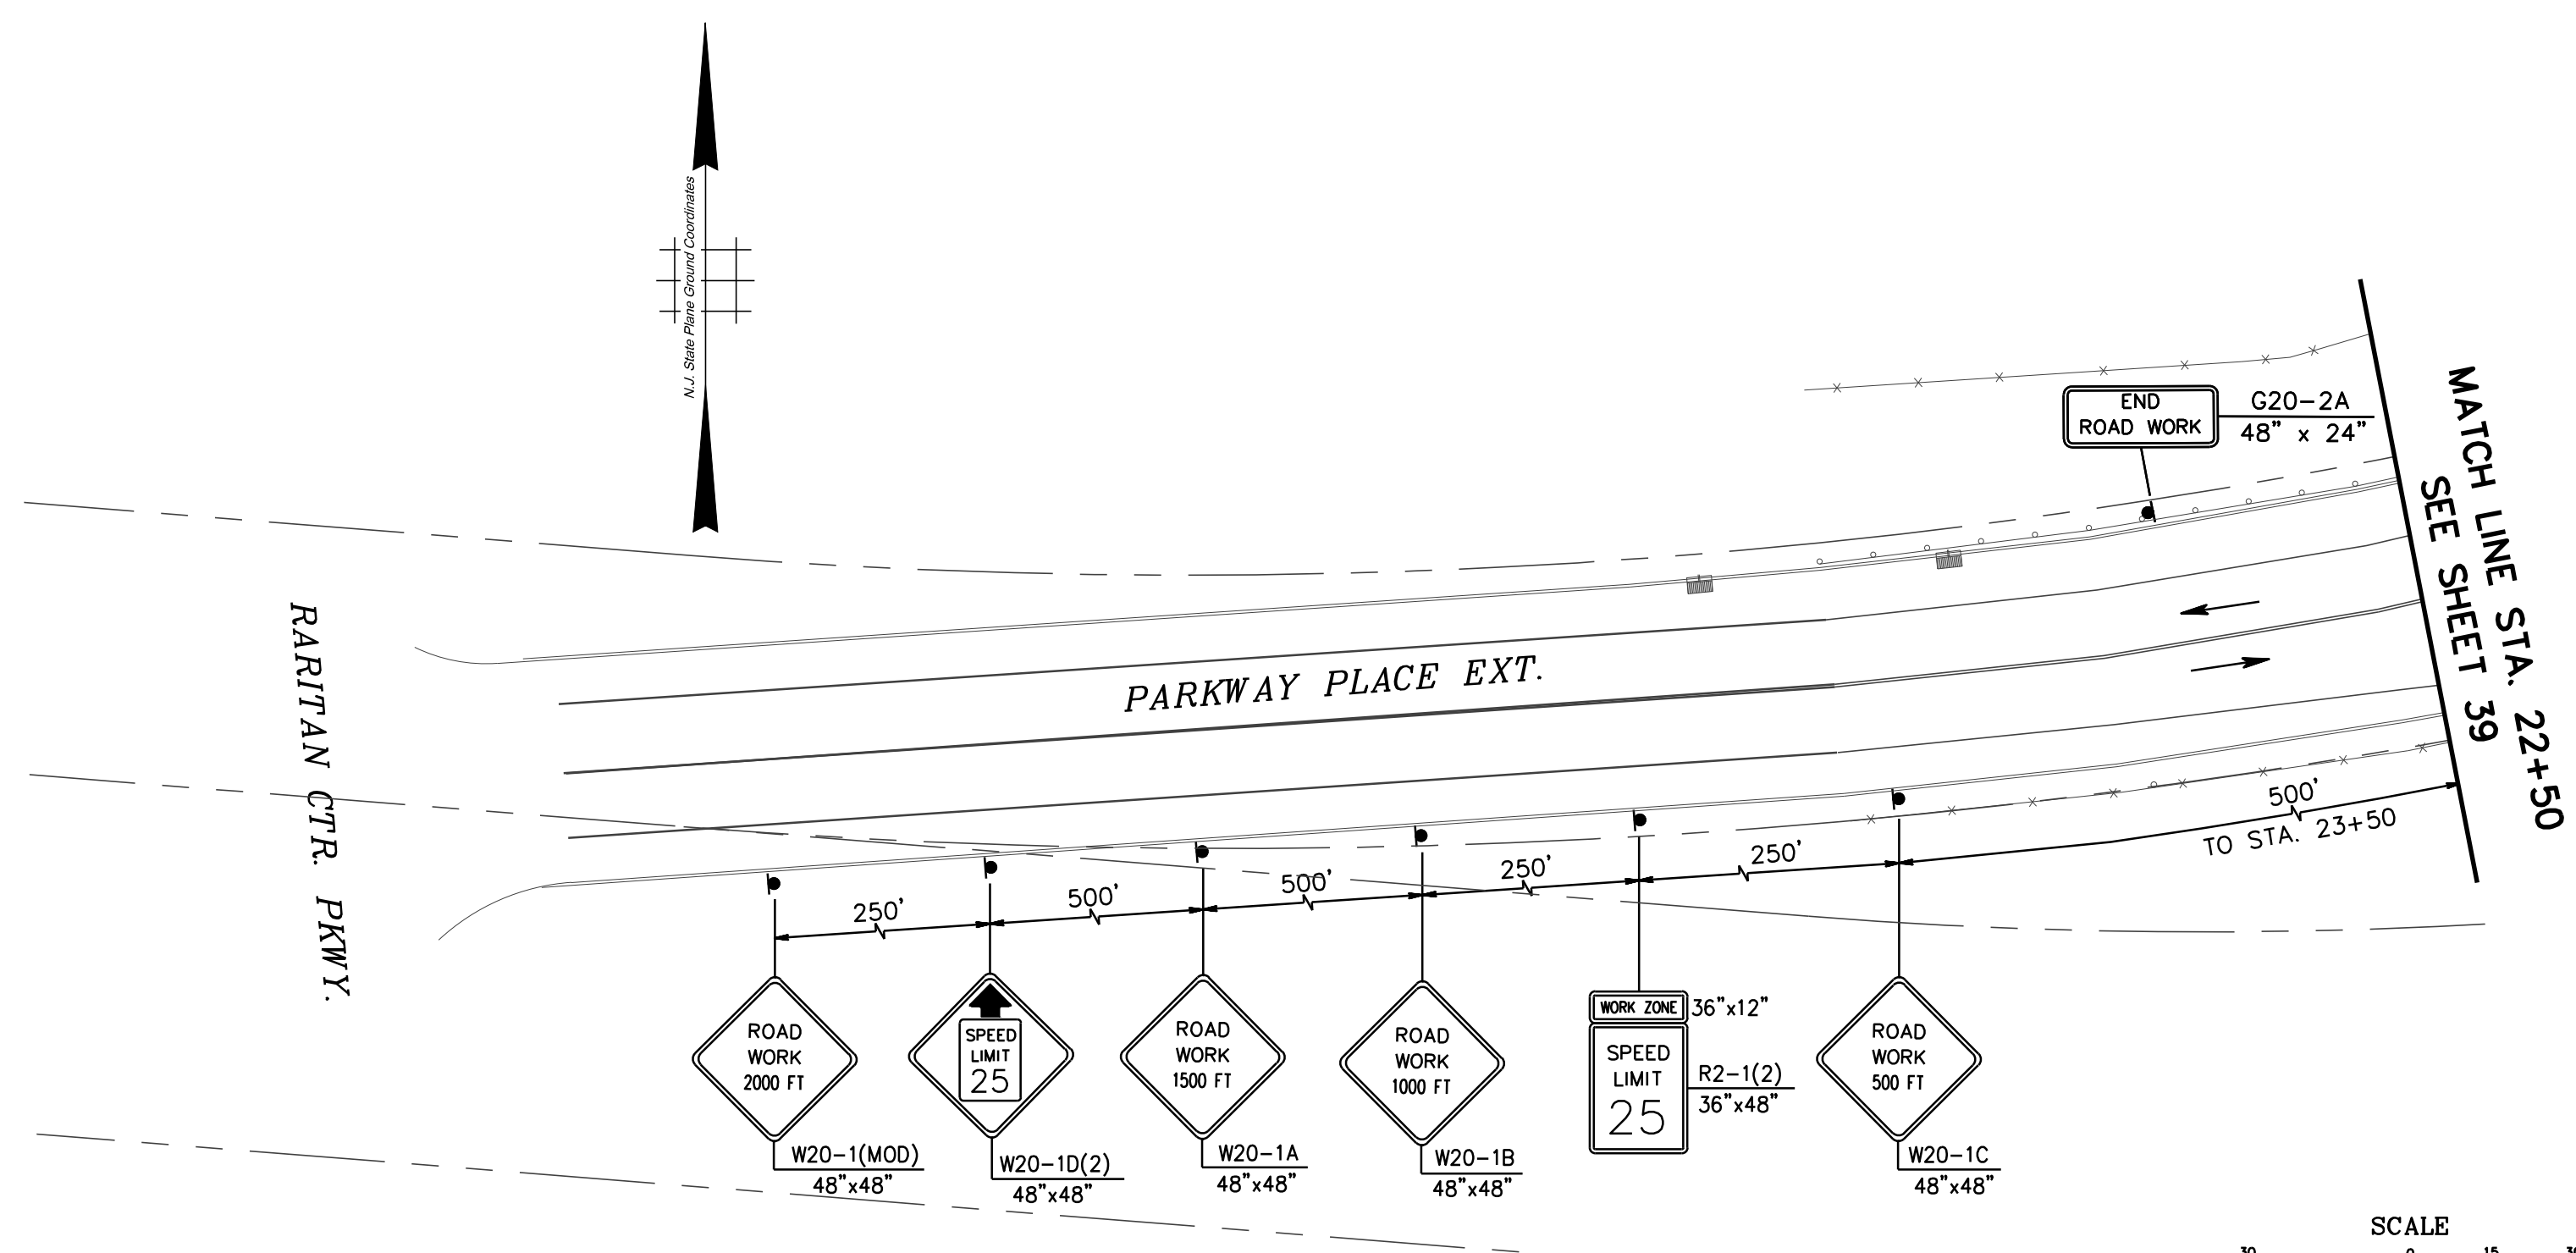 N.J. State Plane Ground Coordinates
END
ROAD WORK
G20-2A
48" x 24"
MATCH LINE STA. 22+50
SEE SHEET 39
RARITAN CTR. PKWY.
PARKWAY PLACE EXT.
250'
500'
500'
250'
250'
500'
TO STA. 23+50
ROAD
WORK
2000 FT
W20-1(MOD)
48"x48"
SPEED
LIMIT
25
W20-1D(2)
48"x48"
ROAD
WORK
1500 FT
W20-1A
48"x48"
ROAD
WORK
1000 FT
W20-1B
48"x48"
WORK ZONE
36"x12"
SPEED
LIMIT
25
R2-1(2)
36"x48"
ROAD
WORK
500 FT
W20-1C
48"x48"
SCALE
30 0 15